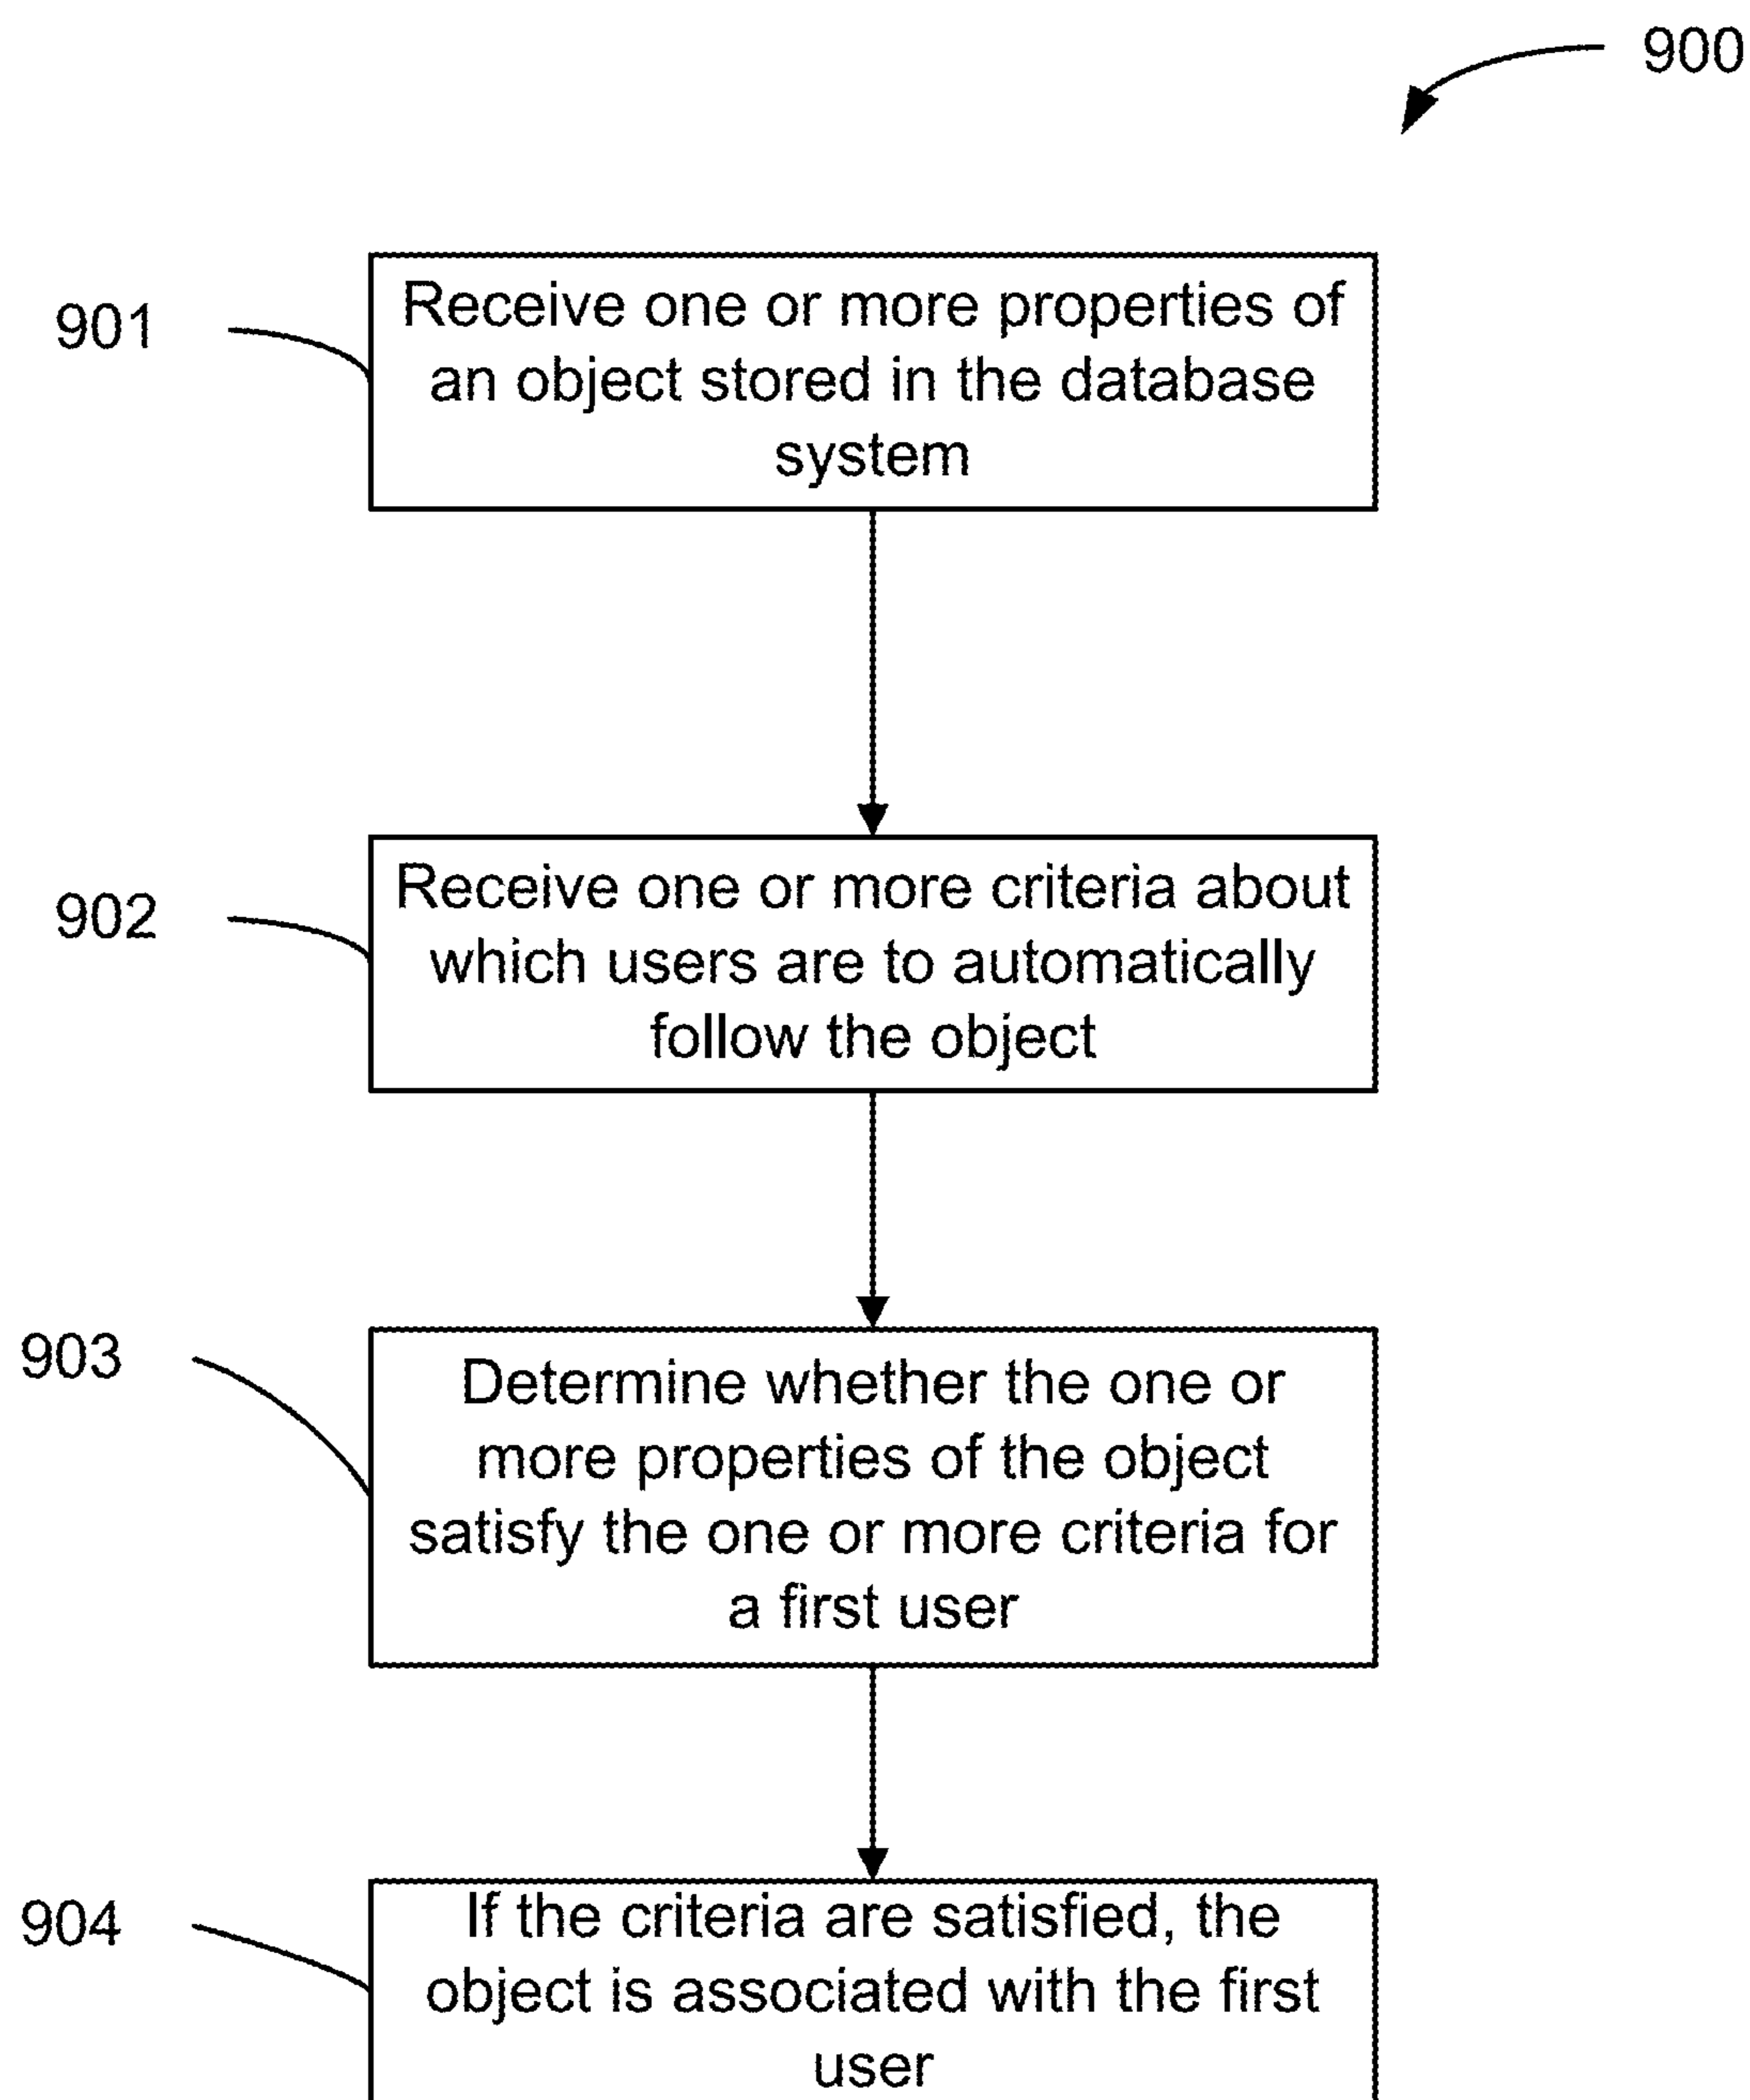 900
901
Receive one or more properties of
an object stored in the database
system
902
Receive one or more criteria about
which users are to automatically
follow the object
903
Determine whether the one or
more properties of the object
satisfy the one or more criteria for
a first user
904
If the criteria are satisfied, the
object is associated with the first
user